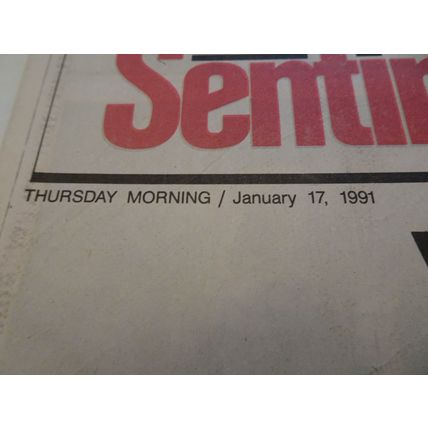 Sentin
THURSDAY MORNING / January 17, 1991